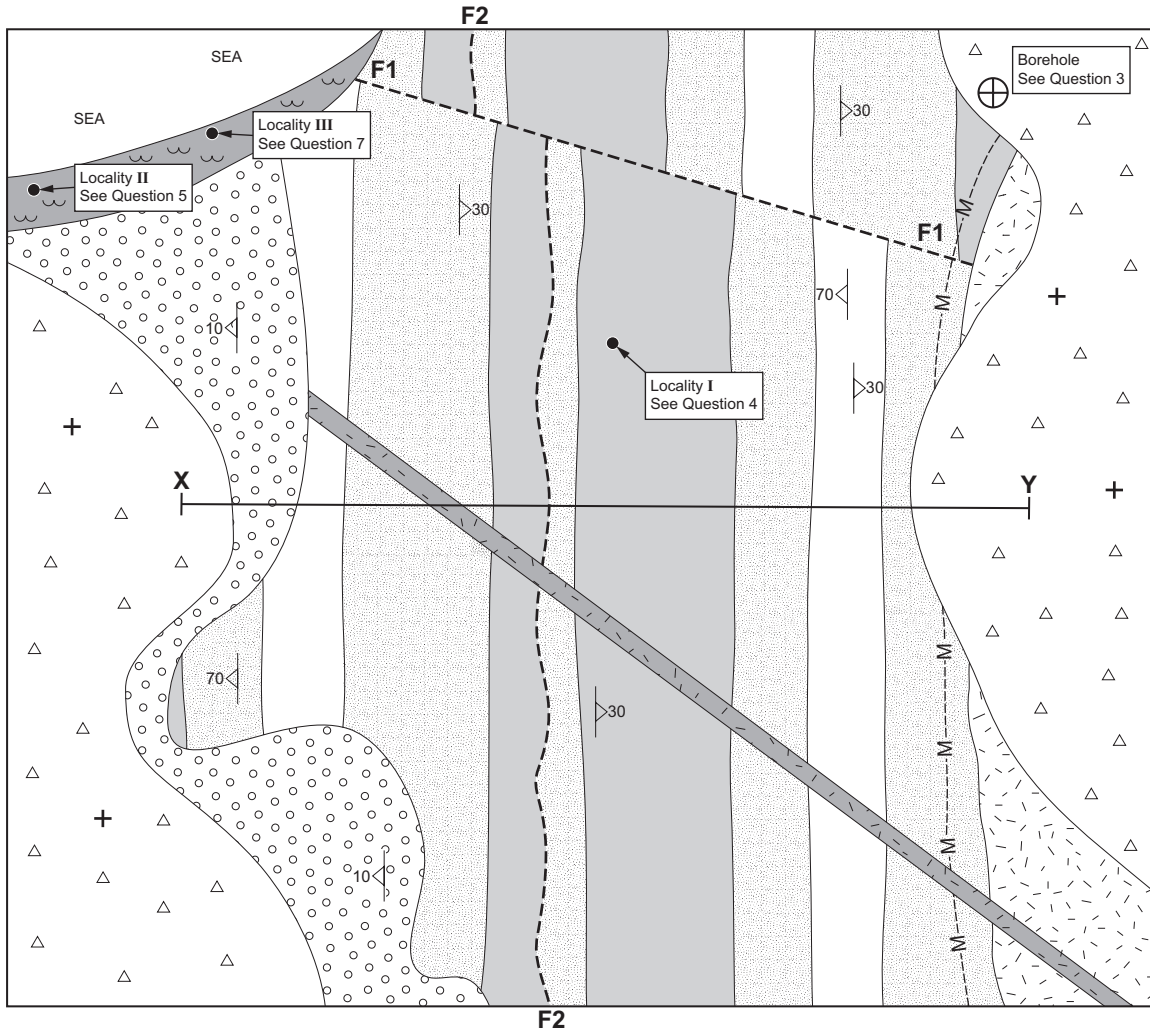 F2
SEA
SEA
F1
Borehole
See Question 3
Locality III
See Question 7
30
Locality II
See Question 5
30
M
F1
10
70
M
Locality I
See Question 4
30
X
Y
M
70
30
M
M
10
M
F2